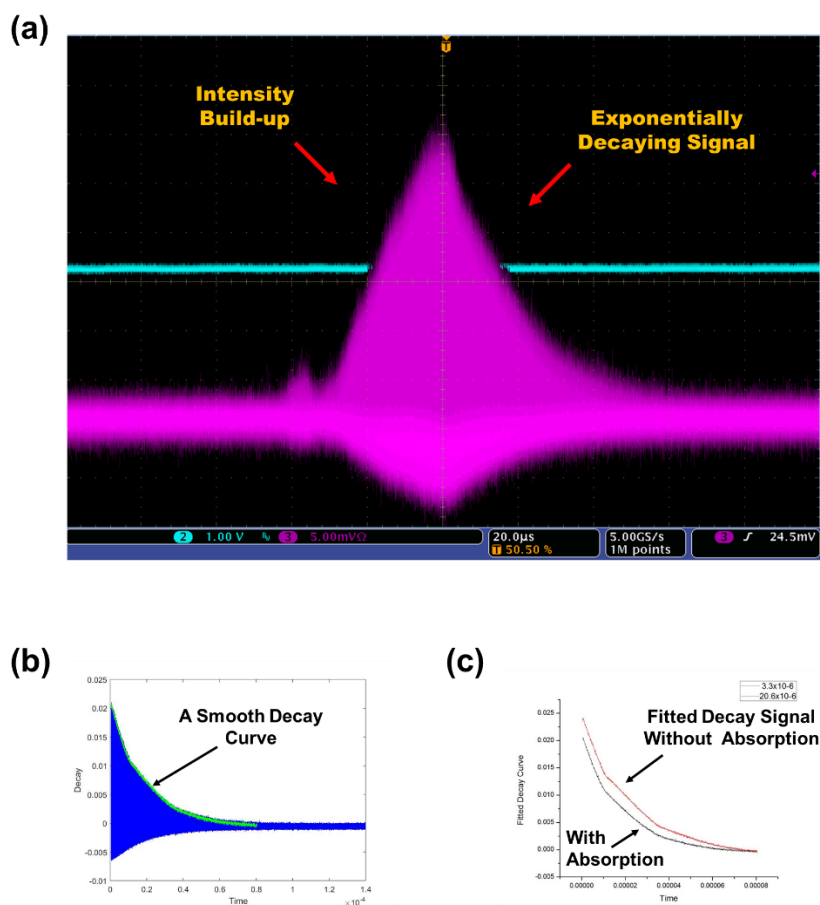 (a)
T
Intensity
Build-up
Exponentially
Decaying Signal
2 1.00 V
3 5.00mVΩ
20.0μs
T 50.50 %
5.00GS/s
1M points
3 24.5mV
(b)
0.025
0.02
0.015
0.01
0.005
0
-0.005
-0.01
Decay
A Smooth Decay
Curve
0 0.2 0.4 0.6 0.8 1 1.2 1.4
Time
×10⁻⁴
(c)
3.3x10-6
20.6x10-6
0.025
0.020
0.015
0.010
0.005
0.000
-0.005
Fitted Decay Curve
Fitted Decay Signal
Without Absorption
With
Absorption
0.00000 0.00002 0.00004 0.00006 0.00008
Time